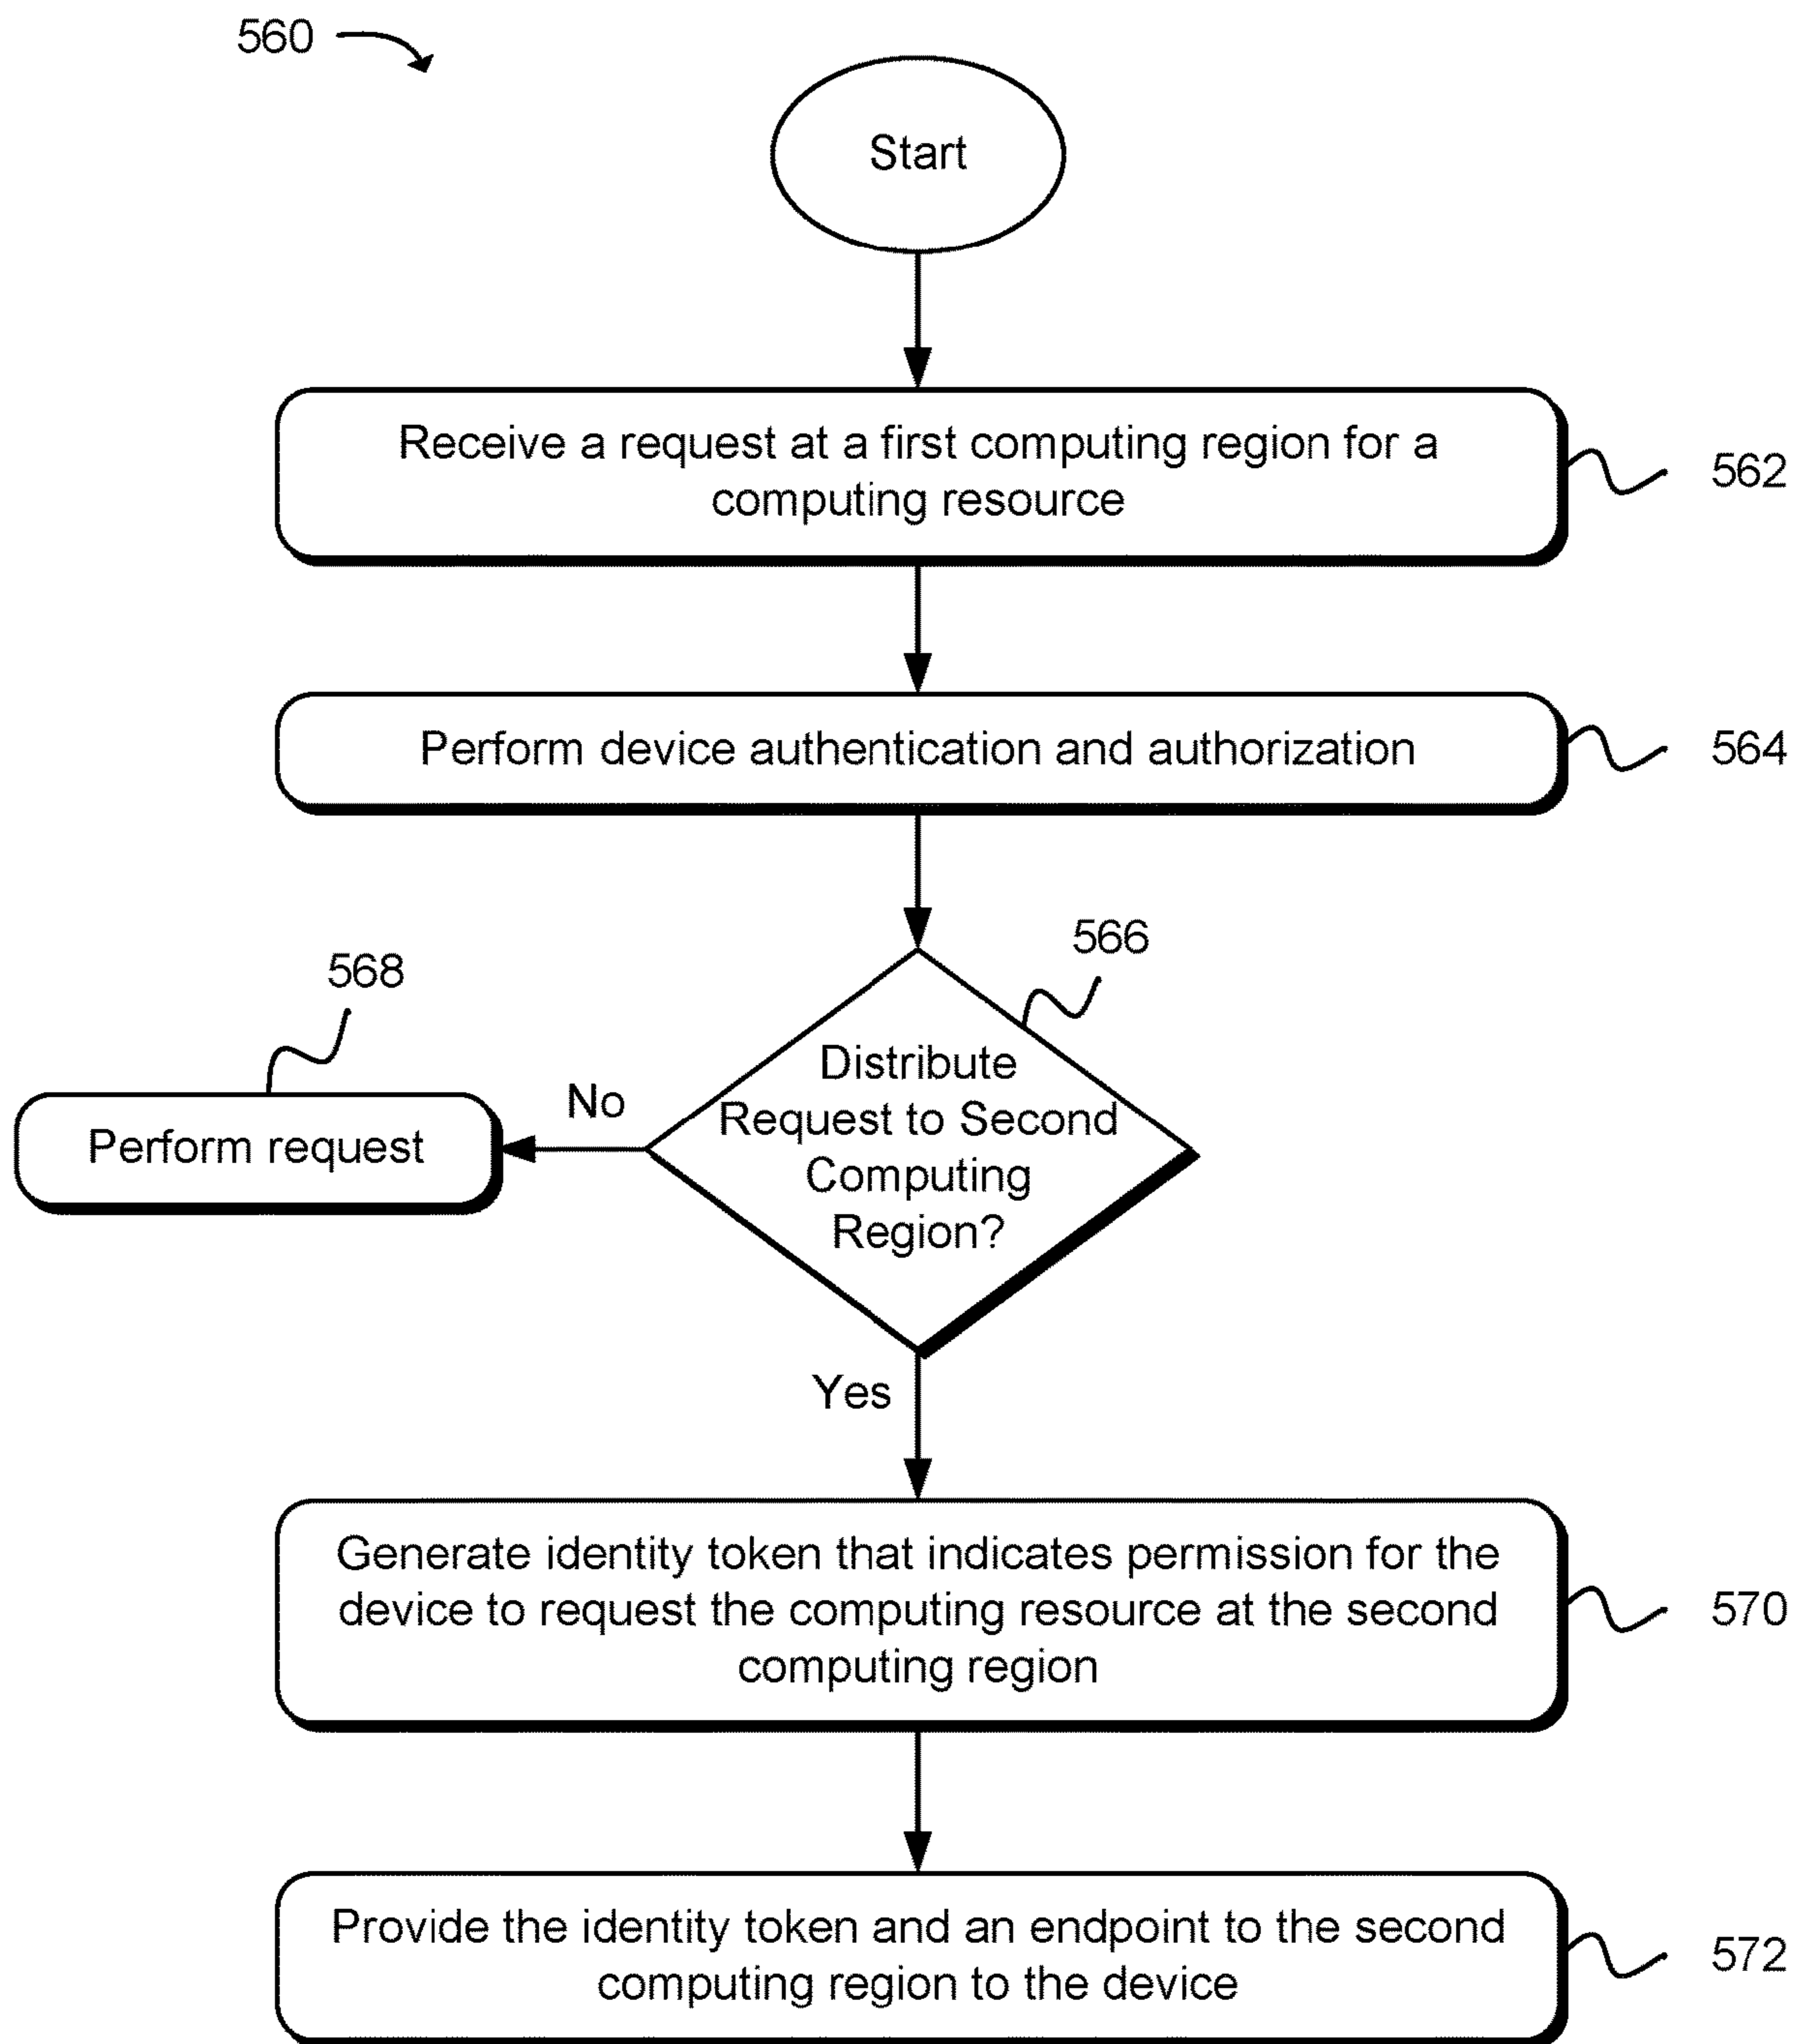 560
Start
Receive a request at a first computing region for a
computing resource
562
Perform device authentication and authorization
564
566
568
Distribute
Request to Second
Computing
Region?
No
Perform request
Yes
Generate identity token that indicates permission for the
device to request the computing resource at the second
computing region
570
Provide the identity token and an endpoint to the second
computing region to the device
572